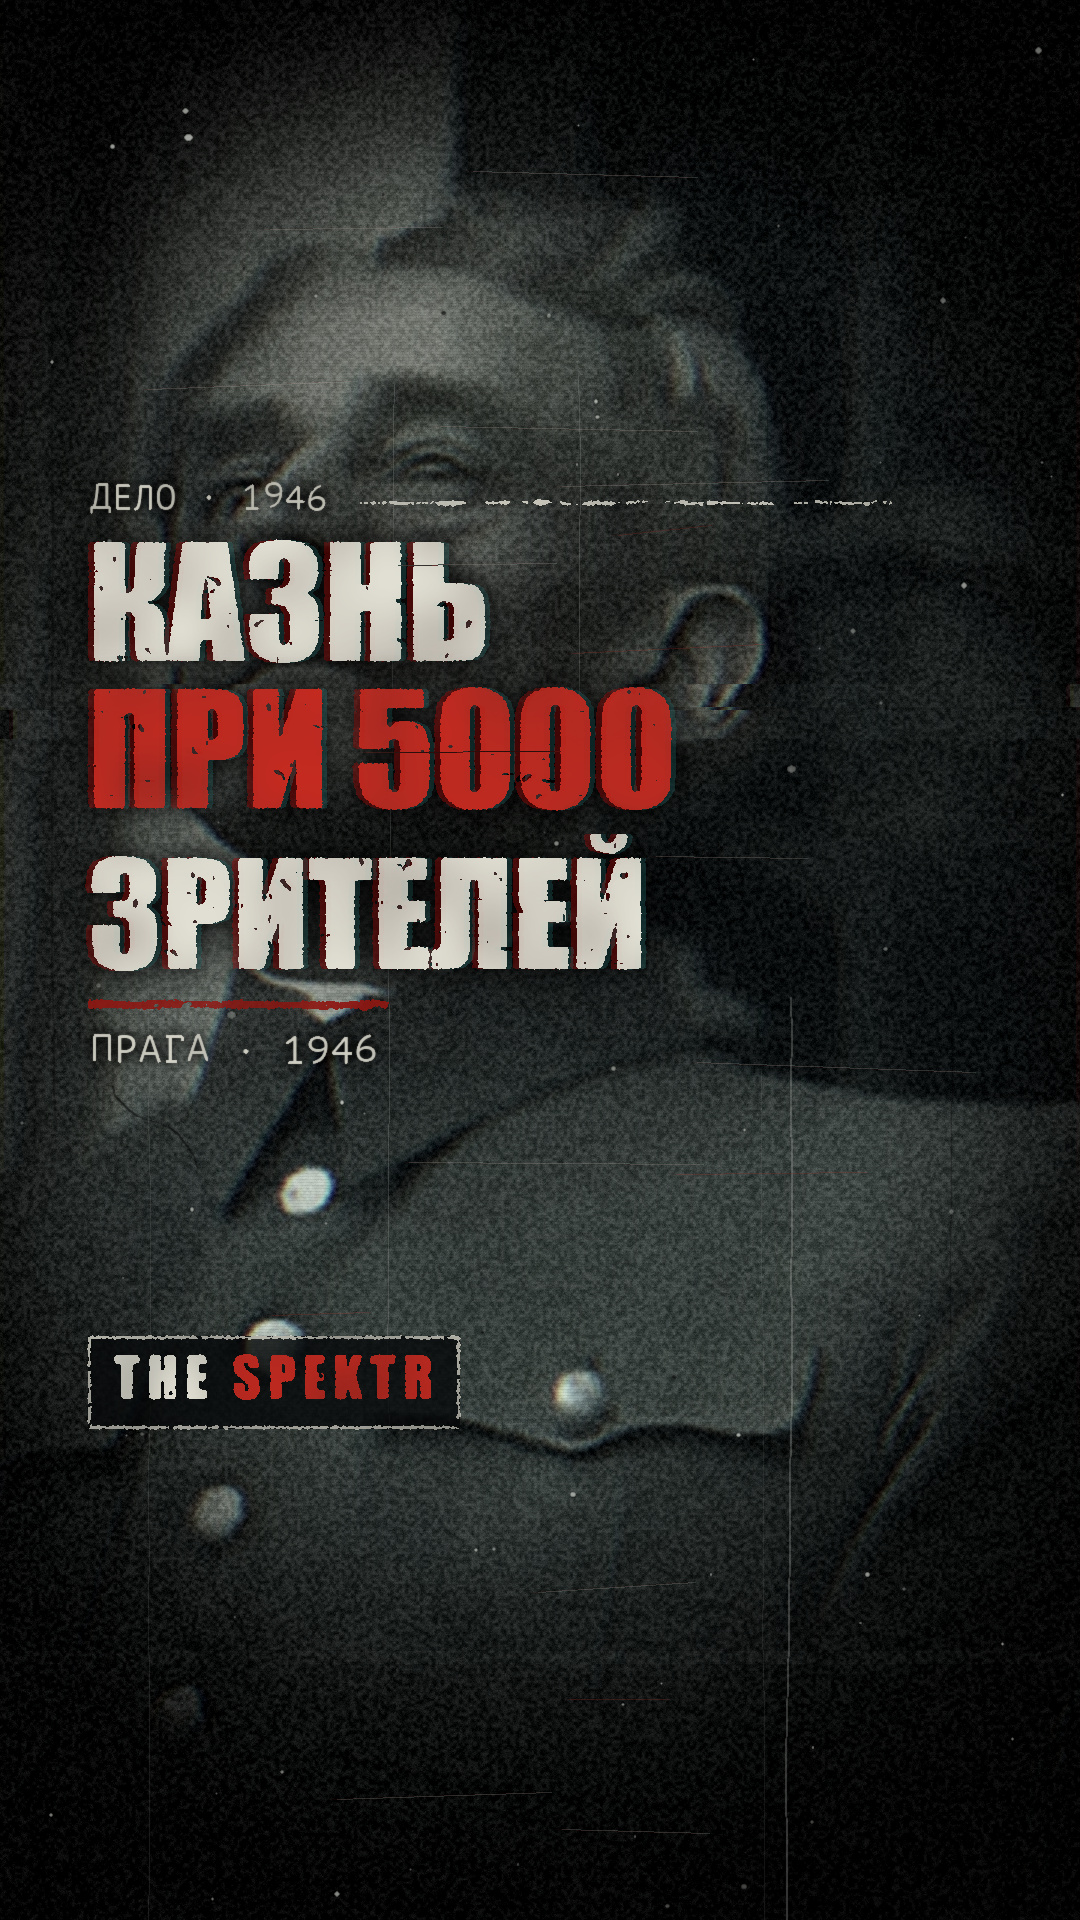 ДЕЛО · 1946
КАЗНЬ
ПРИ 5000
ЗРИТЕЛЕЙ
ПРАГА · 1946
THE SPEKTR